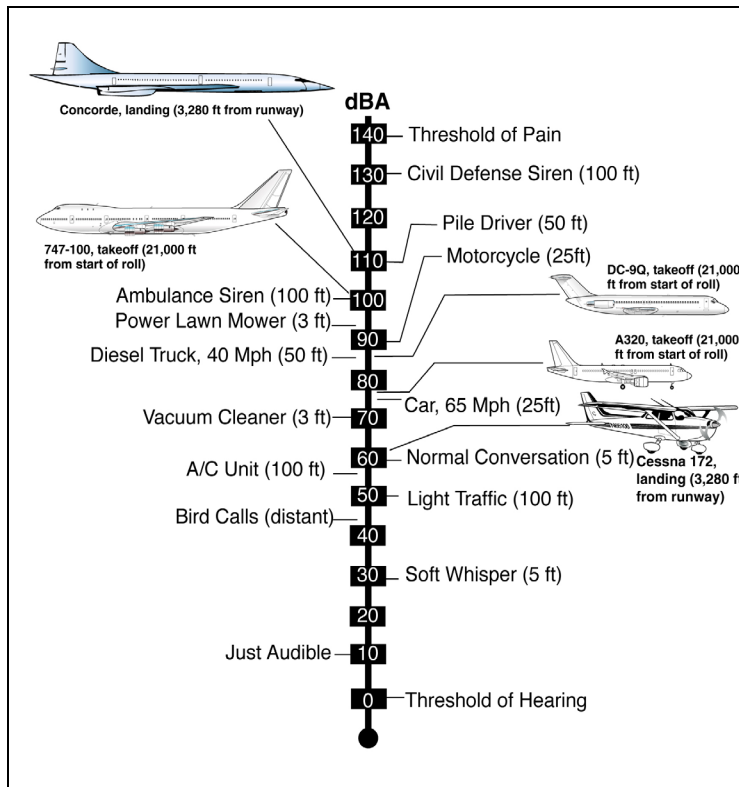 Concorde, landing (3,280 ft from runway)
dBA
140
Threshold of Pain
130
Civil Defense Siren (100 ft)
120
Pile Driver (50 ft)
747-100, takeoff (21,000 ft
from start of roll)
110
Motorcycle (25ft)
DC-9Q, takeoff (21,000
ft from start of roll)
Ambulance Siren (100 ft)
100
Power Lawn Mower (3 ft)
90
A320, takeoff (21,000
ft from start of roll)
Diesel Truck, 40 Mph (50 ft)
80
Car, 65 Mph (25ft)
Vacuum Cleaner (3 ft)
70
60
Normal Conversation (5 ft)
Cessna 172,
landing (3,280 ft
from runway)
A/C Unit (100 ft)
50
Light Traffic (100 ft)
Bird Calls (distant)
40
30
Soft Whisper (5 ft)
20
Just Audible
10
0
Threshold of Hearing